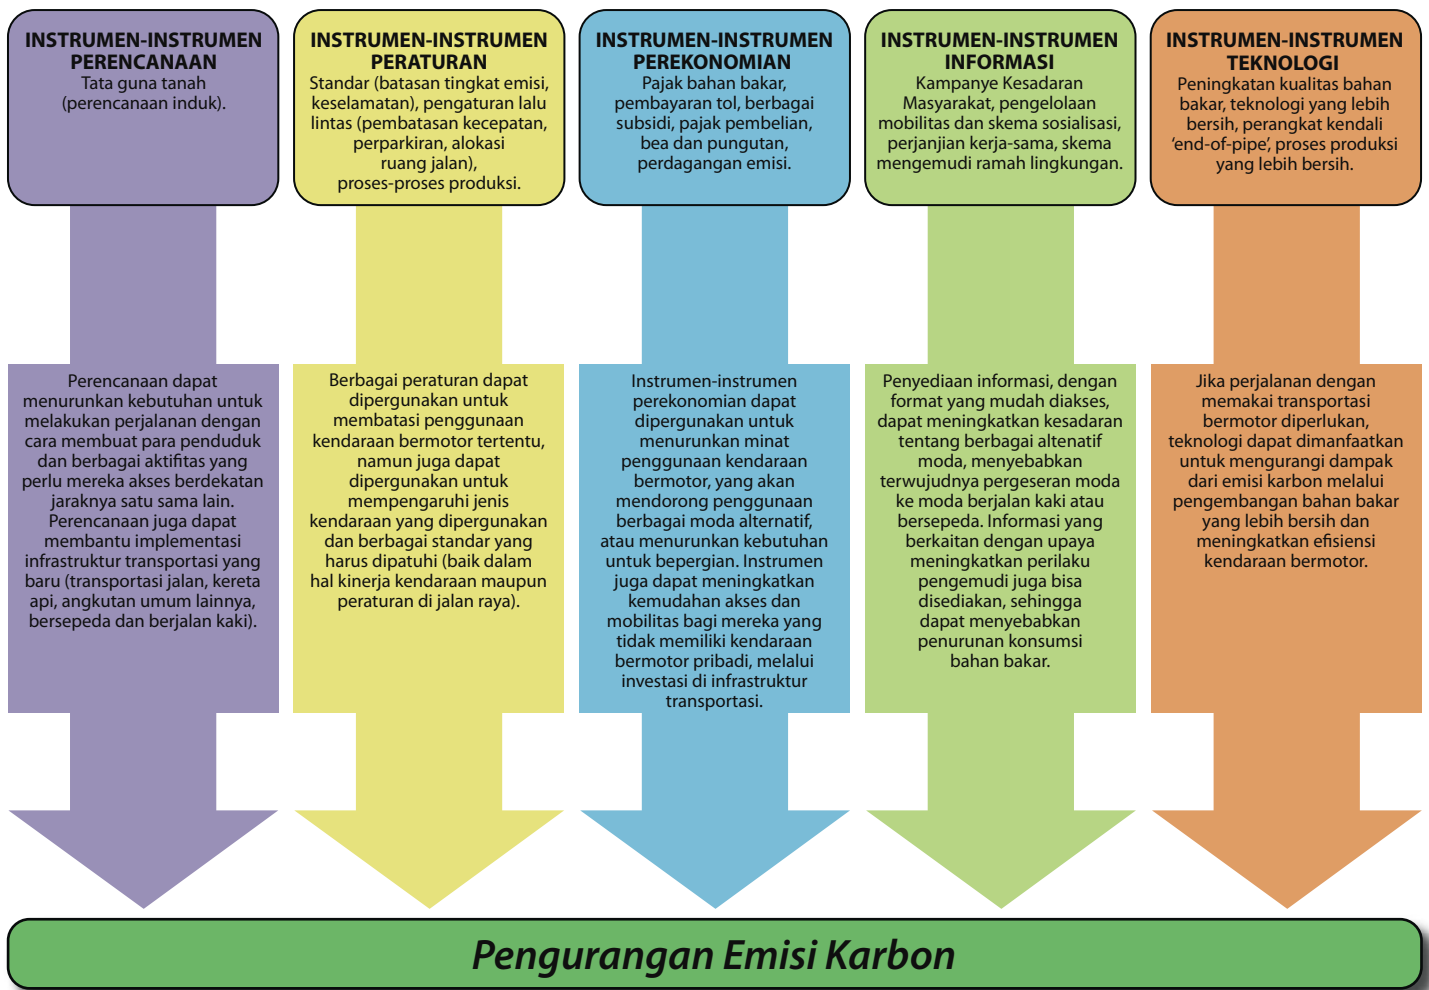 INSTRUMEN-INSTRUMEN
PERENCANAAN
Tata guna tanah
(perencanaan induk).
INSTRUMEN-INSTRUMEN
PERATURAN
Standar (batasan tingkat emisi,
keselamatan), pengaturan lalu
lintas (pembatasan kecepatan,
perparkiran, alokasi
ruang jalan),
proses-proses produksi.
INSTRUMEN-INSTRUMEN
PEREKONOMIAN
Pajak bahan bakar,
pembayaran tol, berbagai
subsidi, pajak pembelian,
bea dan pungutan,
perdagangan emisi.
INSTRUMEN-INSTRUMEN
INFORMASI
Kampanye Kesadaran
Masyarakat, pengelolaan
mobilitas dan skema sosialisasi,
perjanjian kerja-sama, skema
mengemudi ramah lingkungan.
INSTRUMEN-INSTRUMEN
TEKNOLOGI
Peningkatan kualitas bahan
bakar, teknologi yang lebih
bersih, perangkat kendali
‘end-of-pipe’, proses produksi
yang lebih bersih.
Perencanaan dapat
menurunkan kebutuhan untuk
melakukan perjalanan dengan
cara membuat para penduduk
dan berbagai aktifitas yang
perlu mereka akses berdekatan
jaraknya satu sama lain.
Perencanaan juga dapat
membantu implementasi
infrastruktur transportasi yang
baru (transportasi jalan, kereta
api, angkutan umum lainnya,
bersepeda dan berjalan kaki).
Berbagai peraturan dapat
dipergunakan untuk
membatasi penggunaan
kendaraan bermotor tertentu,
namun juga dapat
dipergunakan untuk
mempengaruhi jenis
kendaraan yang dipergunakan
dan berbagai standar yang
harus dipatuhi (baik dalam
hal kinerja kendaraan maupun
peraturan di jalan raya).
Instrumen-instrumen
perekonomian dapat
dipergunakan untuk
menurunkan minat
penggunaan kendaraan
bermotor, yang akan
mendorong penggunaan
berbagai moda alternatif,
atau menurunkan kebutuhan
untuk bepergian. Instrumen
juga dapat meningkatkan
kemudahan akses dan
mobilitas bagi mereka yang
tidak memiliki kendaraan
bermotor pribadi, melalui
investasi di infrastruktur
transportasi.
Penyediaan informasi, dengan
format yang mudah diakses,
dapat meningkatkan kesadaran
tentang berbagai altenatif
moda, menyebabkan
terwujudnya pergeseran moda
ke moda berjalan kaki atau
bersepeda. Informasi yang
berkaitan dengan upaya
meningkatkan perilaku
pengemudi juga bisa
disediakan, sehingga
dapat menyebabkan
penurunan konsumsi
bahan bakar.
Jika perjalanan dengan
memakai transportasi
bermotor diperlukan,
teknologi dapat dimanfaatkan
untuk mengurangi dampak
dari emisi karbon melalui
pengembangan bahan bakar
yang lebih bersih dan
meningkatkan efisiensi
kendaraan bermotor.
Pengurangan Emisi Karbon